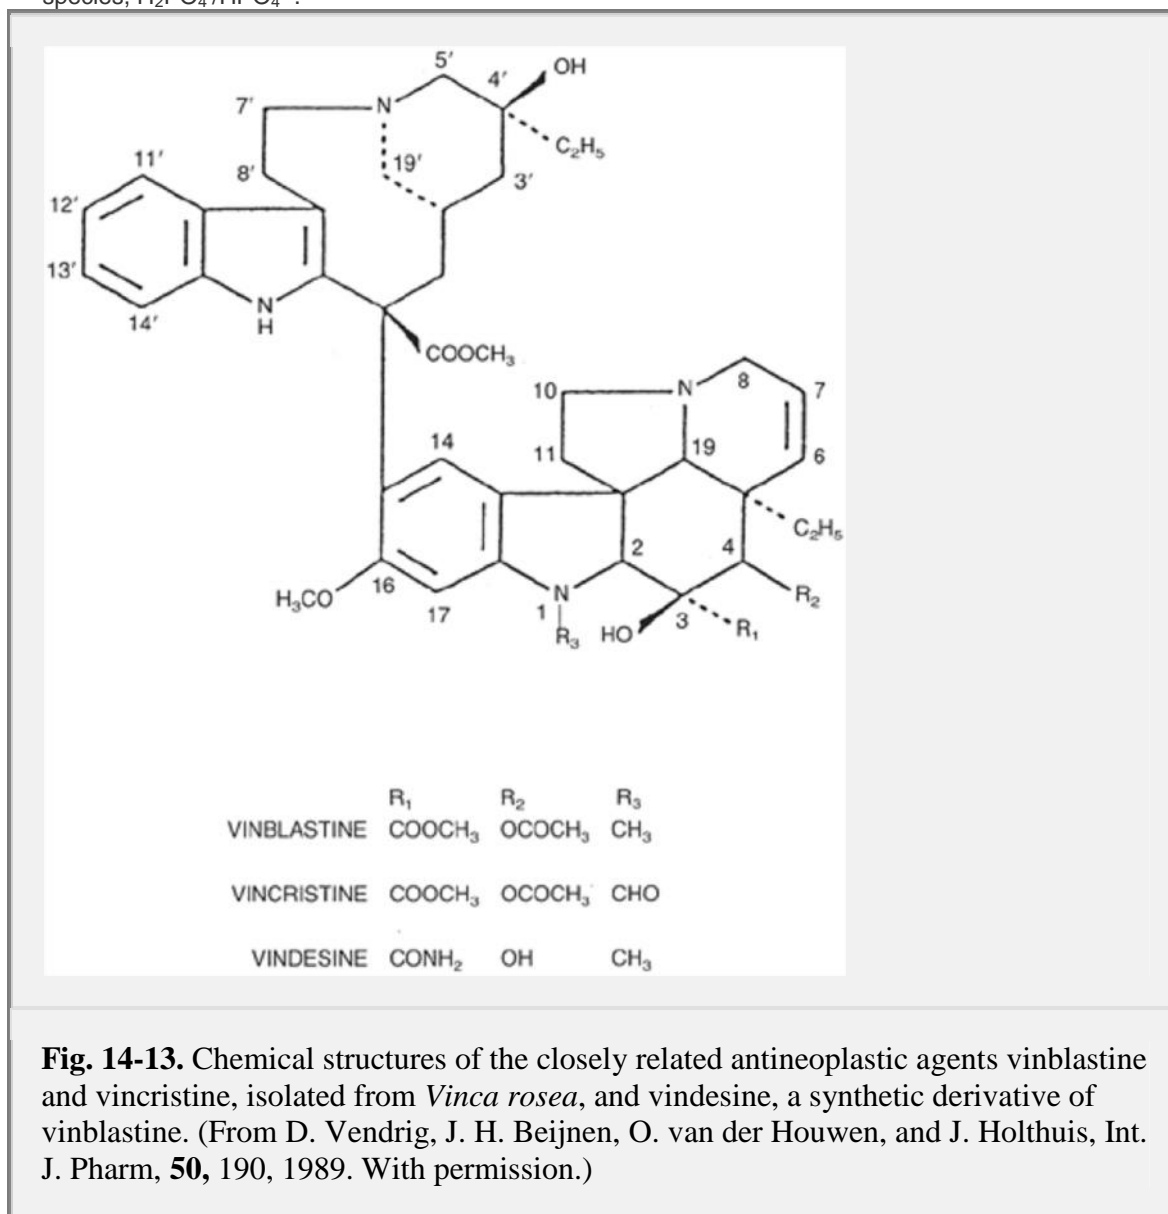 species, H₂PO₄⁻/HPO₄²⁻.
5′
4′
OH
7′
N
C₂H₅
11′
8′
19′
3′
12′
13′
14′
N
H
COOCH₃
10
N
8
7
14
11
19
6
C₂H₅
2
4
16
H₃CO
17
1
N
R₃
HO
3
R₁
R₂
R₁ R₂ R₃
VINBLASTINE COOCH₃ OCOCH₃ CH₃
VINCRISTINE COOCH₃ OCOCH₃ CHO
VINDESINE CONH₂ OH CH₃
Fig. 14-13. Chemical structures of the closely related antineoplastic agents vinblastine
and vincristine, isolated from Vinca rosea, and vindesine, a synthetic derivative of
vinblastine. (From D. Vendrig, J. H. Beijnen, O. van der Houwen, and J. Holthuis, Int.
J. Pharm, 50, 190, 1989. With permission.)